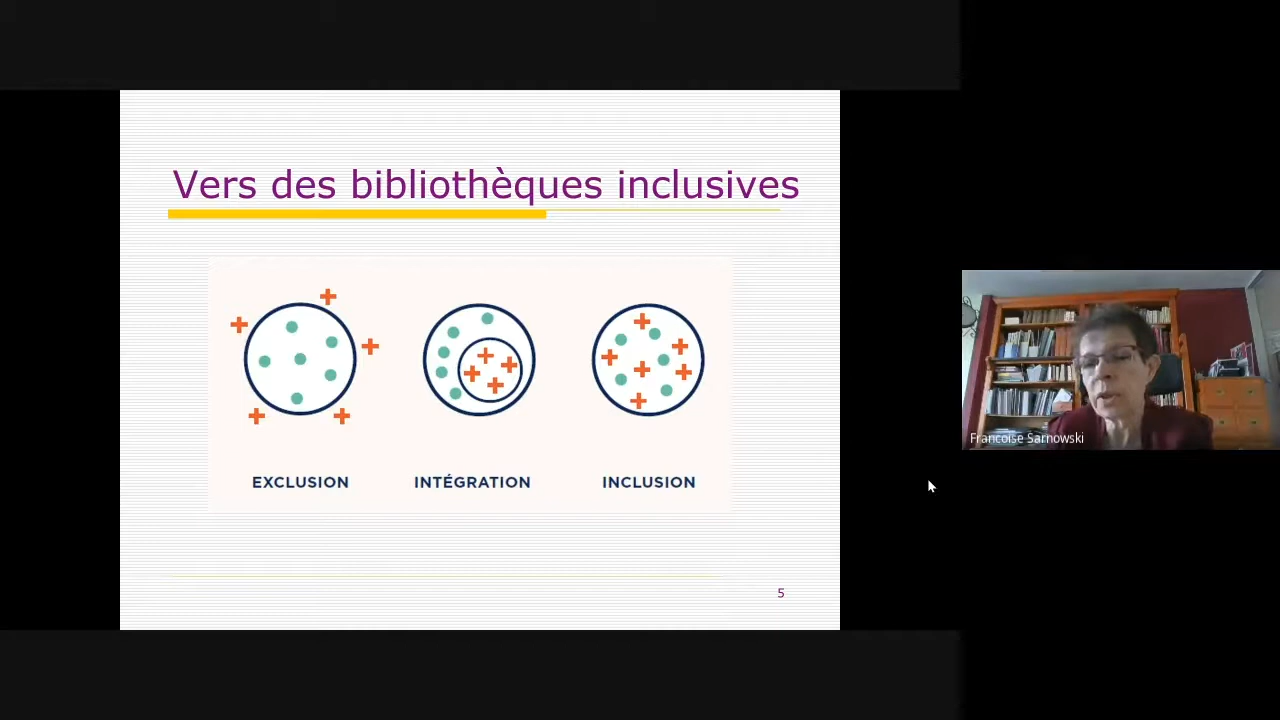 Vers des bibliothèques inclusives
EXCLUSION
INTÉGRATION
INCLUSION
5
Francoise Sarnowski